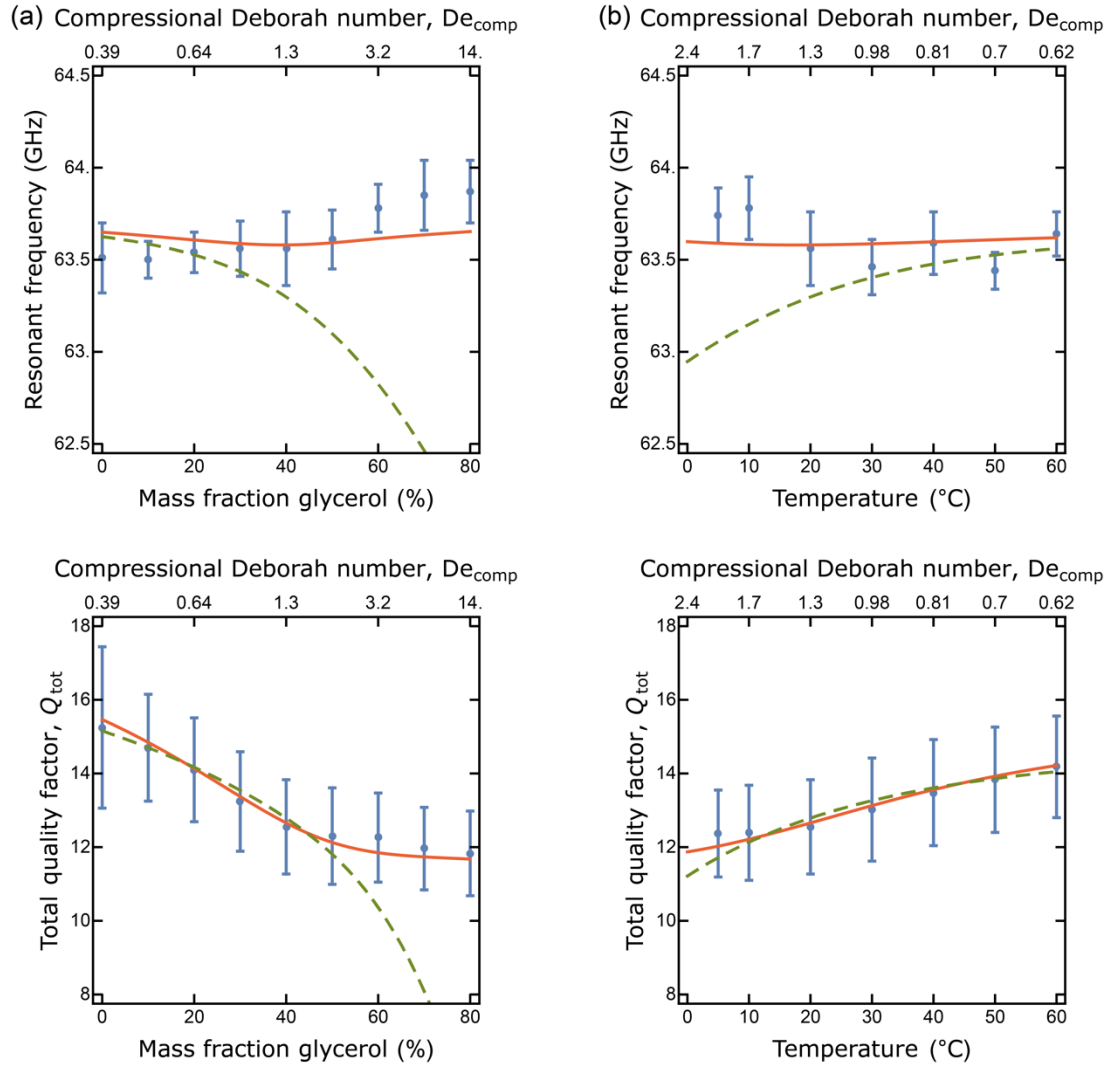 (a) Compressional Deborah number, De_comp
0.39 0.64 1.3 3.2 14.
64.5
64.
63.5
63.
62.5
Resonant frequency (GHz)
0 20 40 60 80
Mass fraction glycerol (%)
(b) Compressional Deborah number, De_comp
2.4 1.7 1.3 0.98 0.81 0.7 0.62
64.5
64.
63.5
63.
62.5
Resonant frequency (GHz)
0 10 20 30 40 50 60
Temperature (°C)
Compressional Deborah number, De_comp
0.39 0.64 1.3 3.2 14.
18
16
14
12
10
8
Total quality factor, Q_tot
0 20 40 60 80
Mass fraction glycerol (%)
Compressional Deborah number, De_comp
2.4 1.7 1.3 0.98 0.81 0.7 0.62
18
16
14
12
10
8
Total quality factor, Q_tot
0 10 20 30 40 50 60
Temperature (°C)